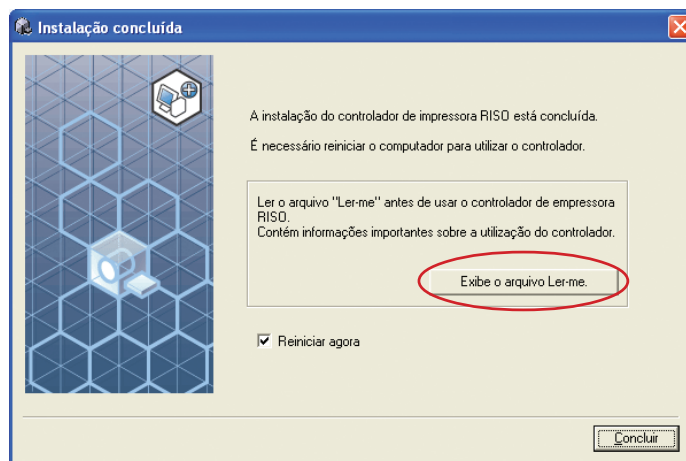 Instalação concluída
A instalação do controlador de impressora RISO está concluída.
É necessário reiniciar o computador para utilizar o controlador.
Ler o arquivo "Ler-me" antes de usar o controlador de empressora
RISO.
Contém informações importantes sobre a utilização do controlador.
Exibe o arquivo Ler-me.
Reiniciar agora
Concluir